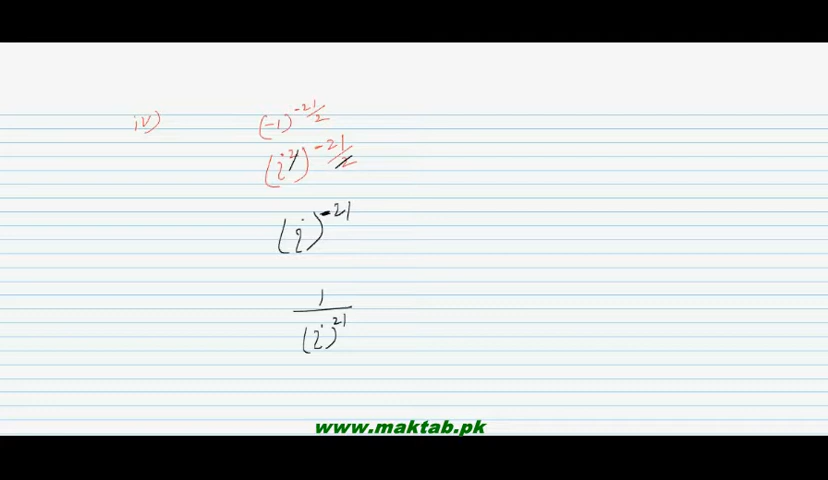 iv) (-1)^{-21/2}
(i^2)^{-21/2}
(i)^{-21}
1/(i)^{21}
www.maktab.pk